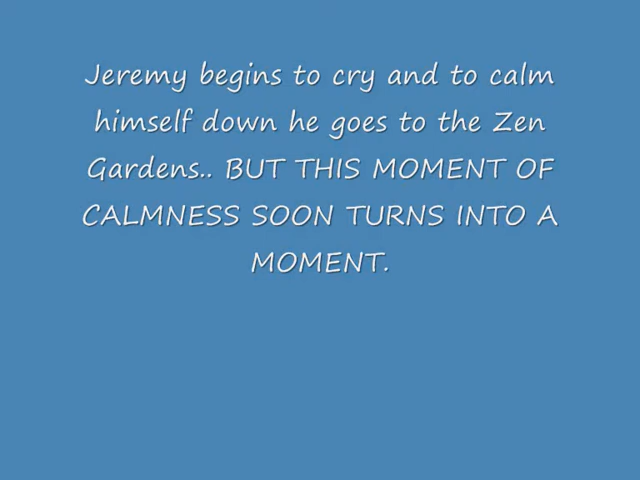 Jeremy begins to cry and to calm
himself down he goes to the Zen
Gardens.. BUT THIS MOMENT OF
CALMNESS SOON TURNS INTO A
MOMENT.